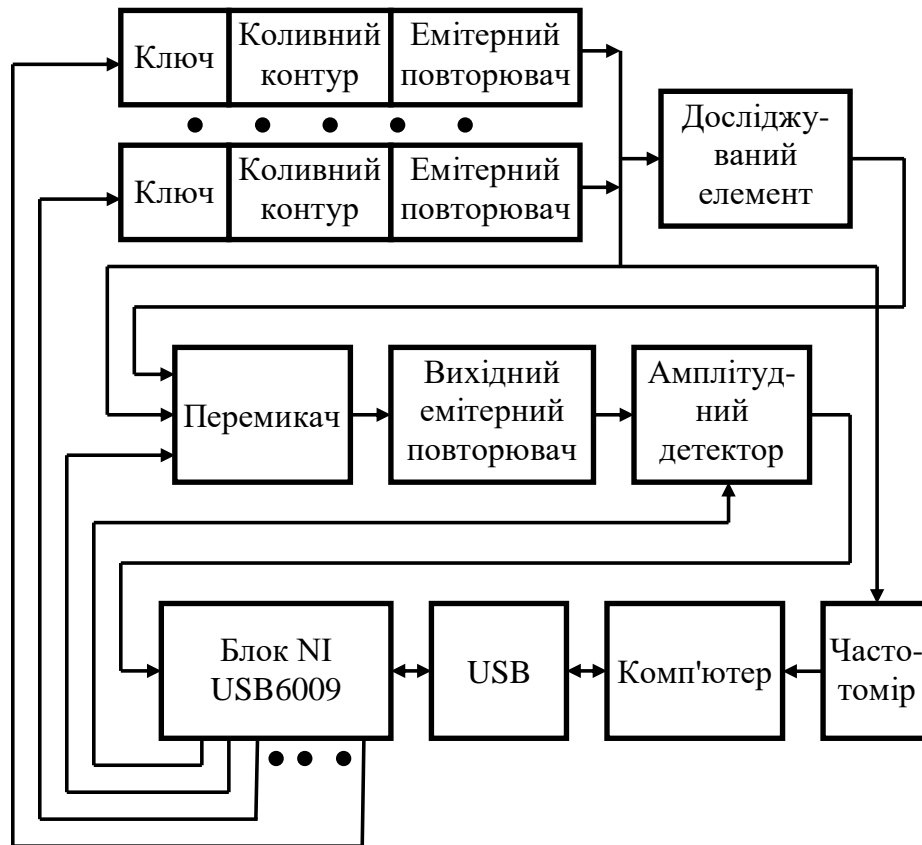 Ключ
Коливний
контур
Емітерний
повторювач
Ключ
Коливний
контур
Емітерний
повторювач
Досліджу-
ваний
елемент
Перемикач
Вихідний
емітерний
повторювач
Амплітуд-
ний
детектор
Блок NI
USB6009
USB
Комп'ютер
Часто-
томір